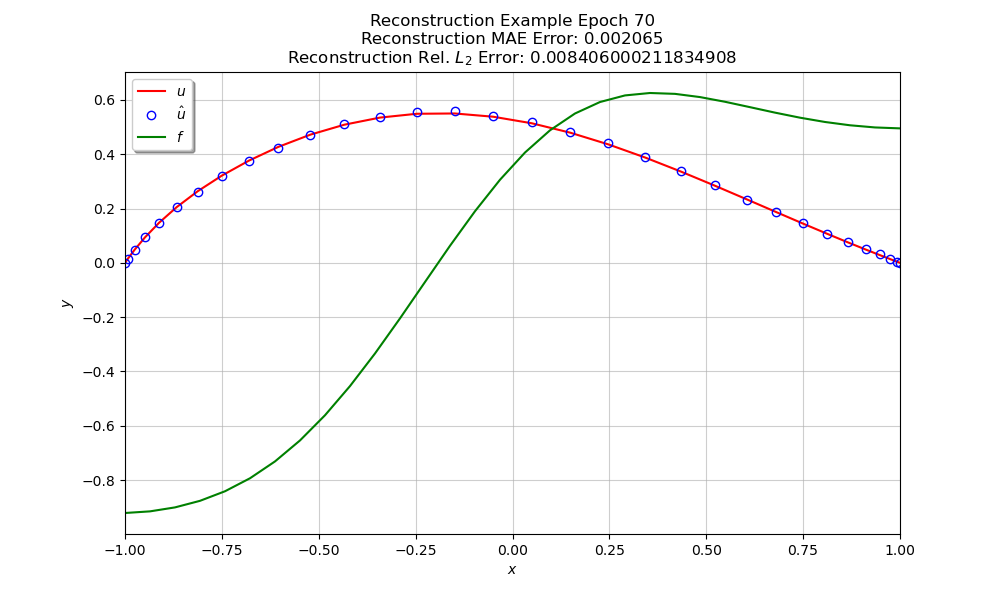 Reconstruction Example Epoch 70
Reconstruction MAE Error: 0.002065
Reconstruction Rel. L₂ Error: 0.008406000211834908
u
û
f
0.6
0.4
0.2
0.0
−0.2
−0.4
−0.6
−0.8
y
−1.00 −0.75 −0.50 −0.25 0.00 0.25 0.50 0.75 1.00
x